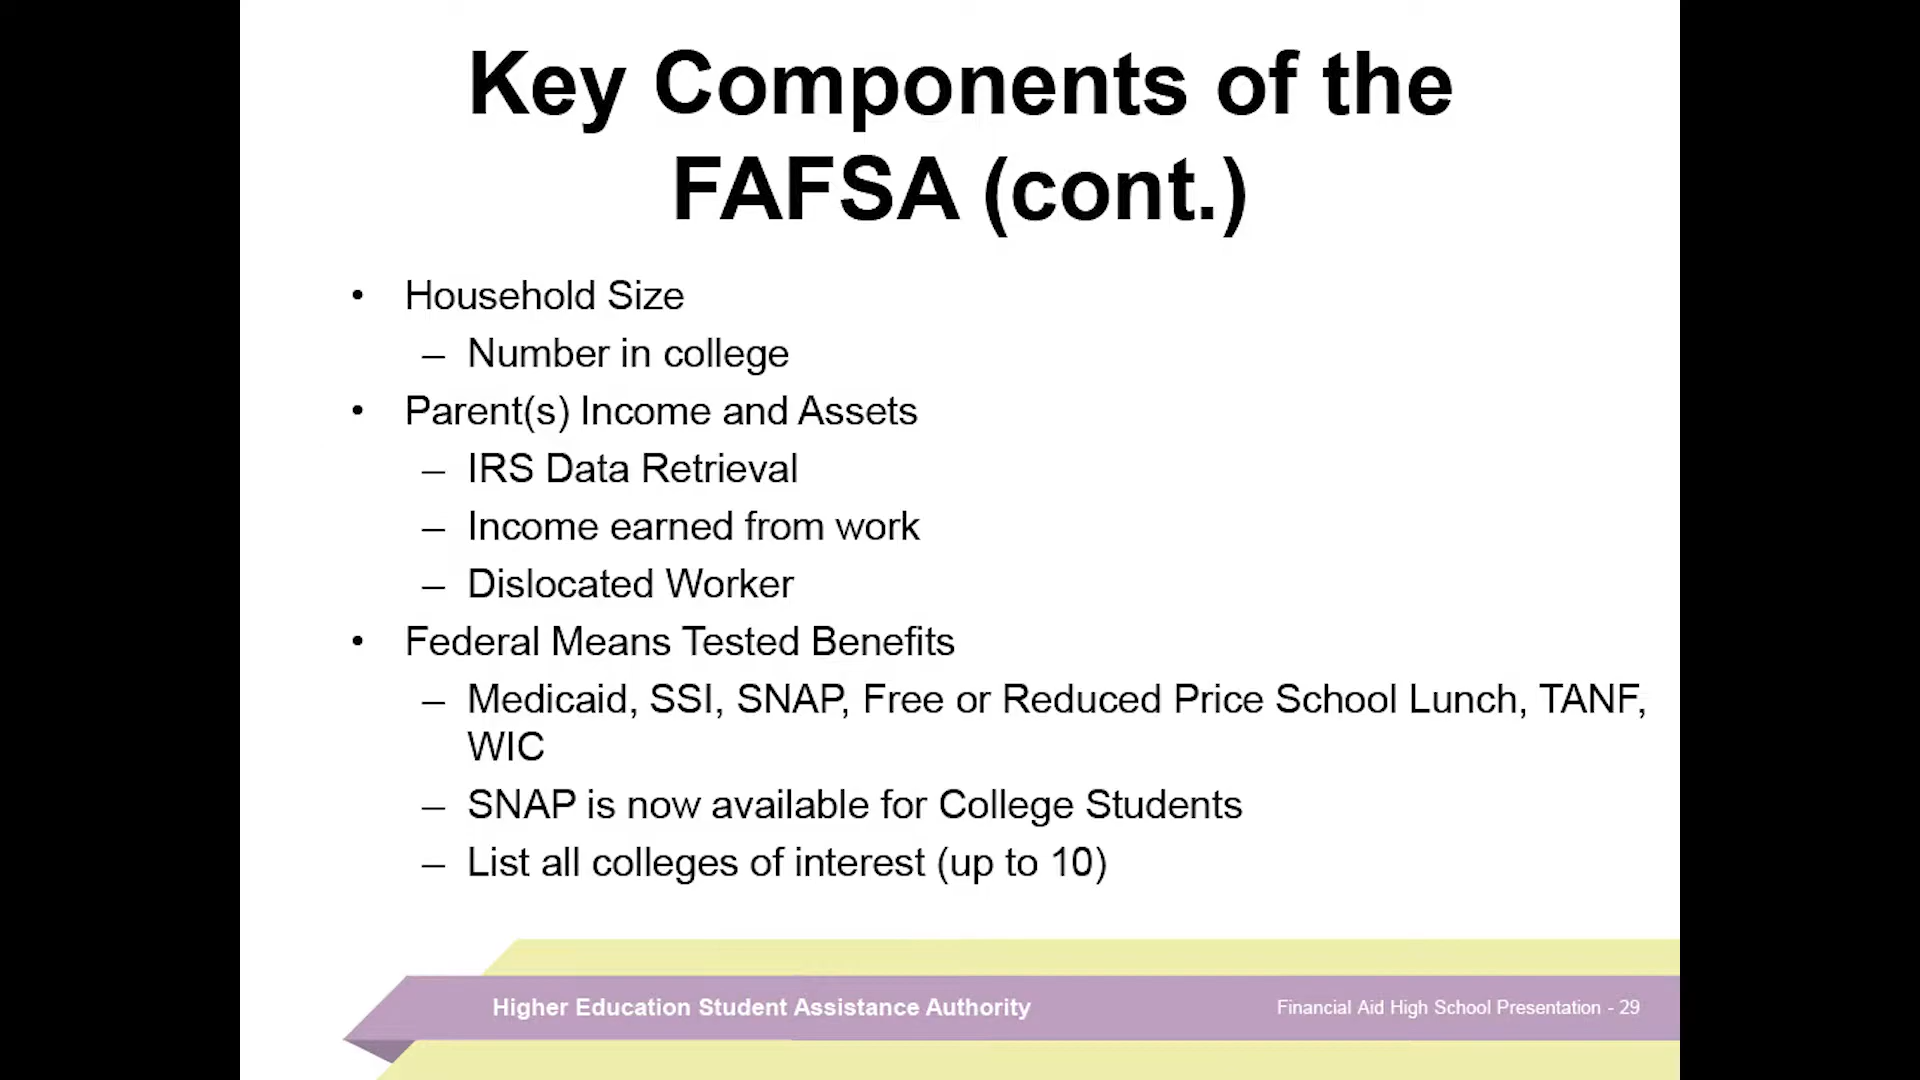 Key Components of the
FAFSA (cont.)
• Household Size
– Number in college
• Parent(s) Income and Assets
– IRS Data Retrieval
– Income earned from work
– Dislocated Worker
• Federal Means Tested Benefits
– Medicaid, SSI, SNAP, Free or Reduced Price School Lunch, TANF,
WIC
– SNAP is now available for College Students
– List all colleges of interest (up to 10)
Higher Education Student Assistance Authority
Financial Aid High School Presentation - 29